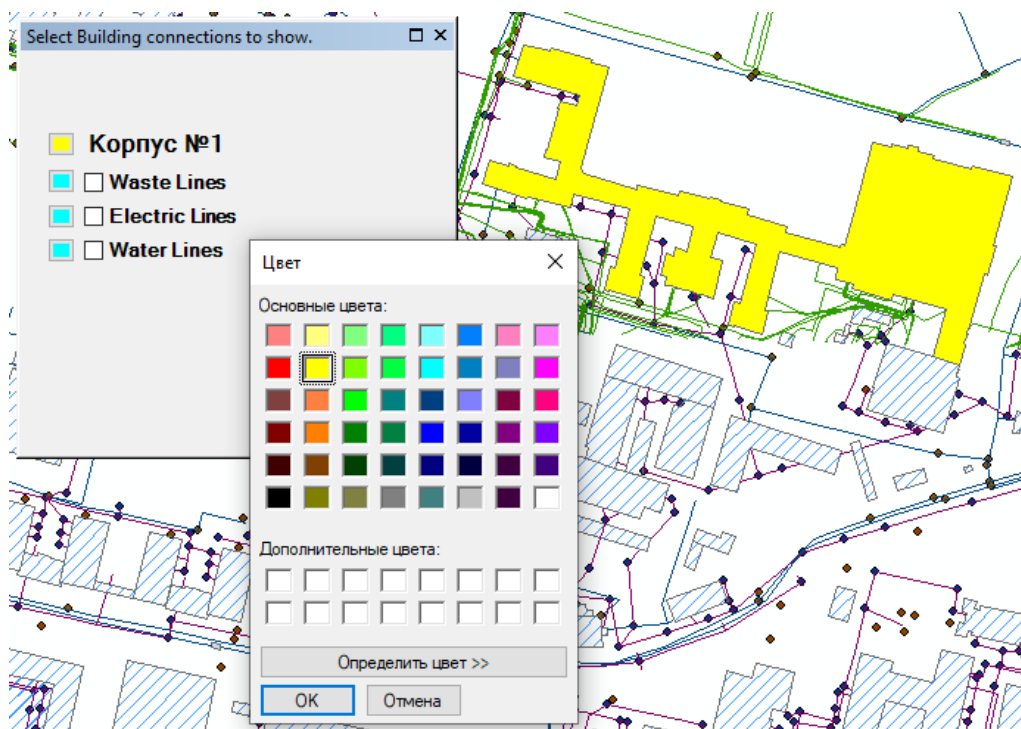 Select Building connections to show.
Корпус №1
Waste Lines
Electric Lines
Water Lines
Цвет
Основные цвета:
Дополнительные цвета:
Определить цвет >>
OK
Отмена